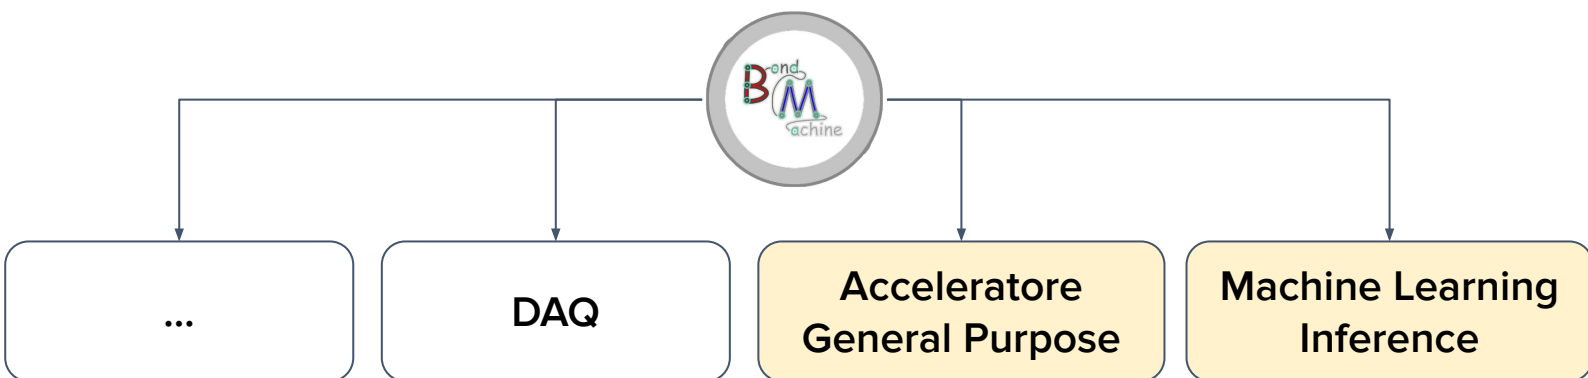 Bond
Machine
...
DAQ
Acceleratore
General Purpose
Machine Learning
Inference